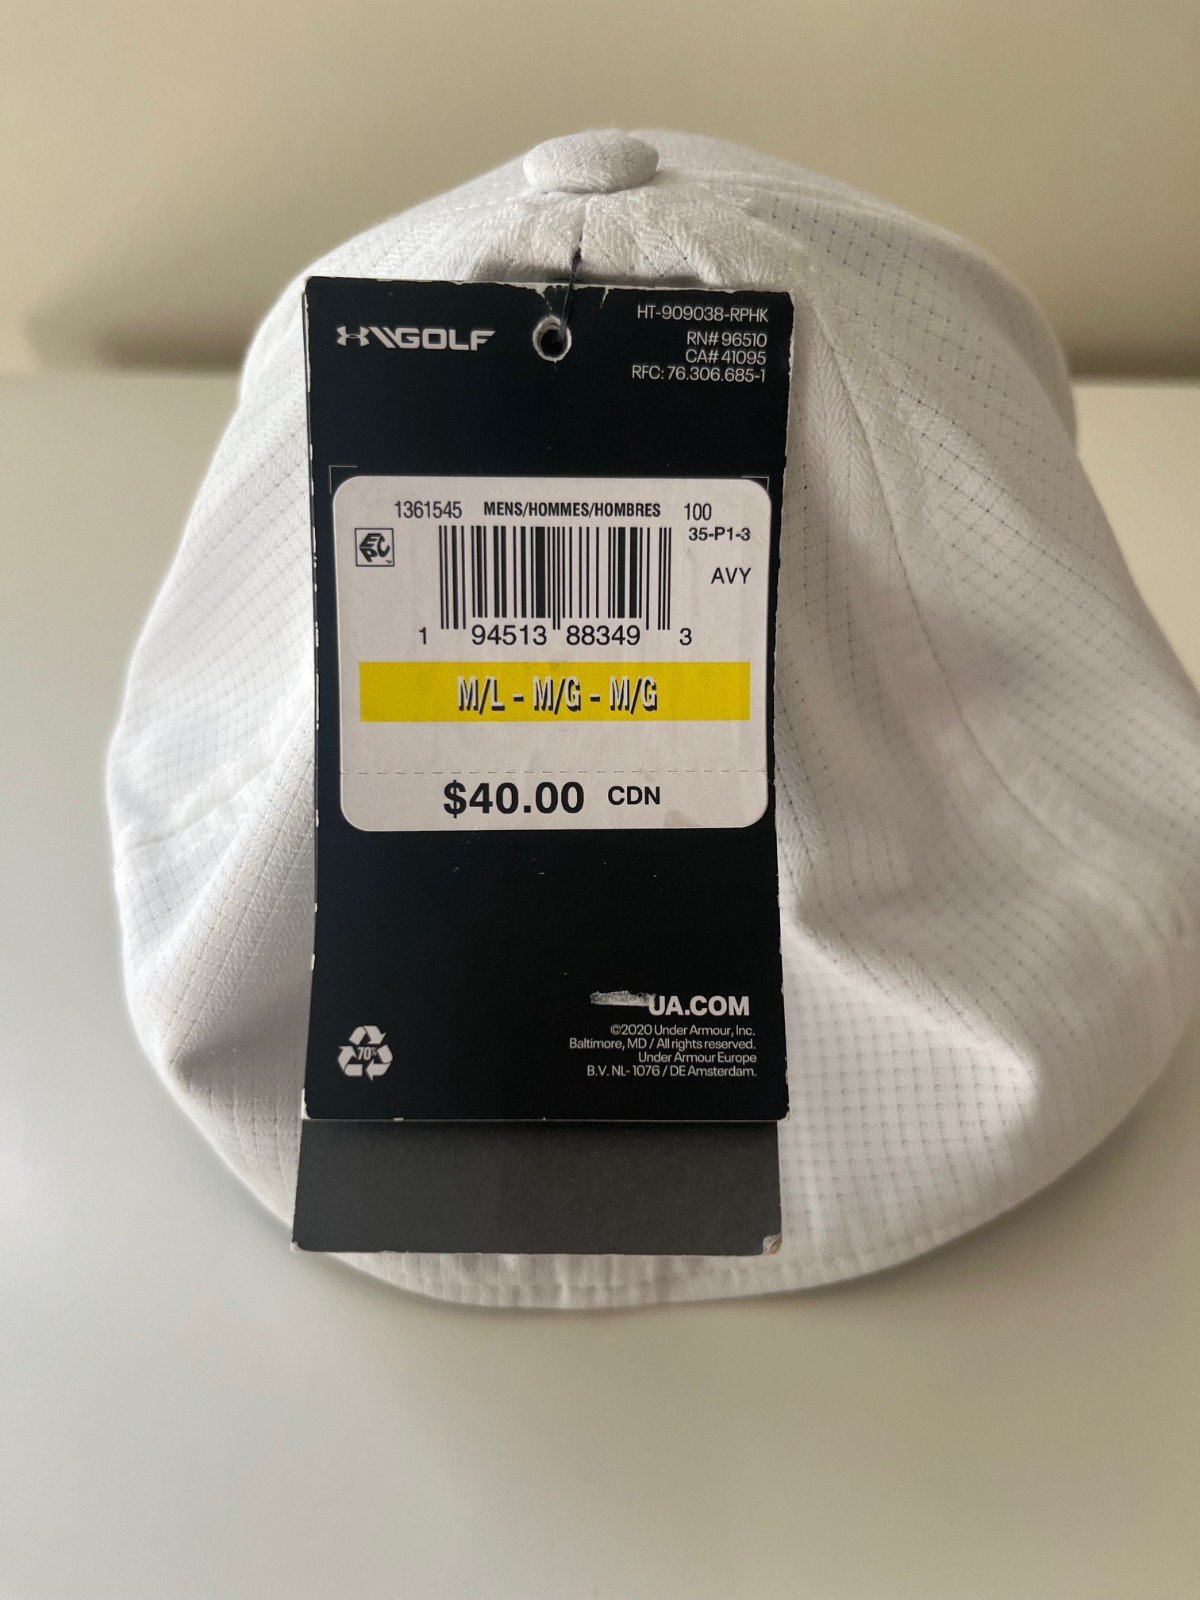 GOLF
HT-909038-RPHK
RN# 96510
CA# 41095
RFC: 76.306.685-1
1361545 MENS/HOMMES/HOMBRES 100
35-P1-3
EPC
AVY
1 94513 88349 3
M/L - M/G - M/G
$40.00 CDN
UA.COM
©2020 Under Armour, Inc.
Baltimore, MD / All rights reserved.
Under Armour Europe
B.V. NL- 1076 / DE Amsterdam.
70%